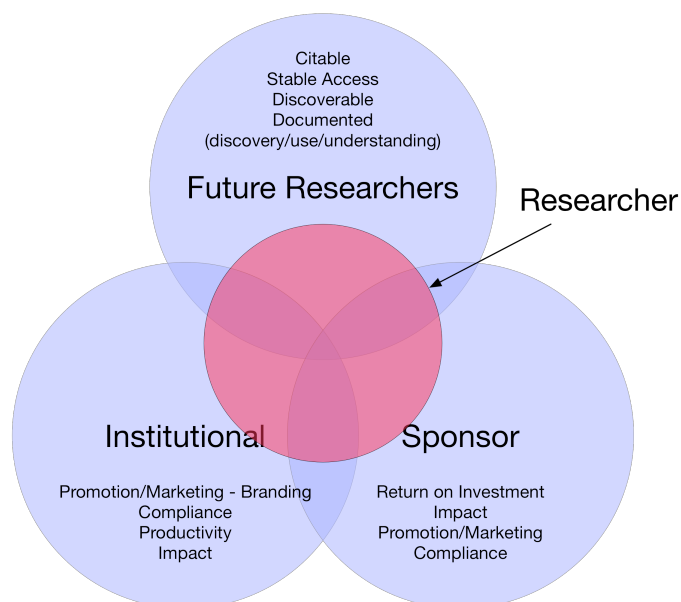 Citable
Stable Access
Discoverable
Documented
(discovery/use/understanding)
Future Researchers
Researcher
Institutional
Promotion/Marketing - Branding
Compliance
Productivity
Impact
Sponsor
Return on Investment
Impact
Promotion/Marketing
Compliance